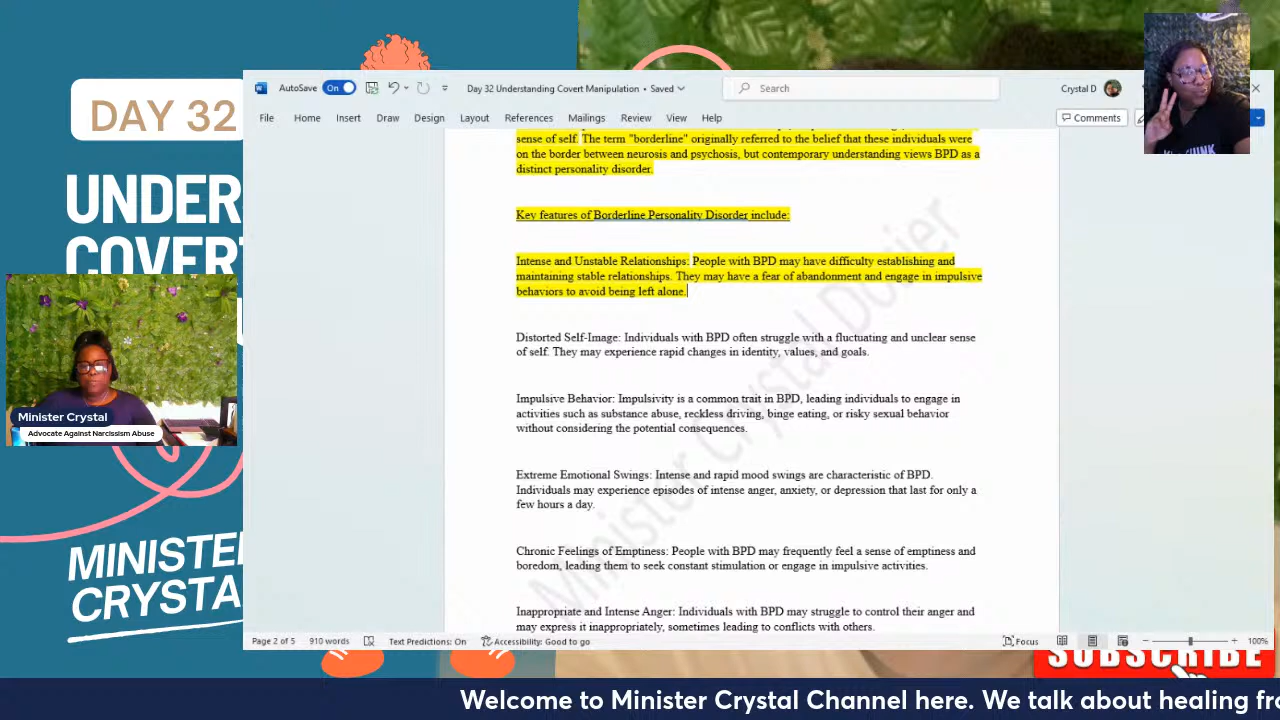 DAY 32
UNDER
COVERT
MINISTER
CRYSTA
Minister Crystal
Advocate Against Narcissism Abuse
AutoSave On Day 32 Understanding Covert Manipulation • Saved Search Crystal D
File Home Insert Draw Design Layout References Mailings Review View Help Comments
sense of self. The term "borderline" originally referred to the belief that these individuals were
on the border between neurosis and psychosis, but contemporary understanding views BPD as a
distinct personality disorder.
Key features of Borderline Personality Disorder include:
Intense and Unstable Relationships: People with BPD may have difficulty establishing and
maintaining stable relationships. They may have a fear of abandonment and engage in impulsive
behaviors to avoid being left alone.
Distorted Self-Image: Individuals with BPD often struggle with a fluctuating and unclear sense
of self. They may experience rapid changes in identity, values, and goals.
Impulsive Behavior: Impulsivity is a common trait in BPD, leading individuals to engage in
activities such as substance abuse, reckless driving, binge eating, or risky sexual behavior
without considering the potential consequences.
Extreme Emotional Swings: Intense and rapid mood swings are characteristic of BPD.
Individuals may experience episodes of intense anger, anxiety, or depression that last for only a
few hours a day.
Chronic Feelings of Emptiness: People with BPD may frequently feel a sense of emptiness and
boredom, leading them to seek constant stimulation or engage in impulsive activities.
Inappropriate and Intense Anger: Individuals with BPD may struggle to control their anger and
may express it inappropriately, sometimes leading to conflicts with others.
Minister Crystal Dozier
Page 2 of 5 910 words Text Predictions: On Accessibility: Good to go Focus 100%
SUBSCRIBE
Welcome to Minister Crystal Channel here. We talk about healing fro